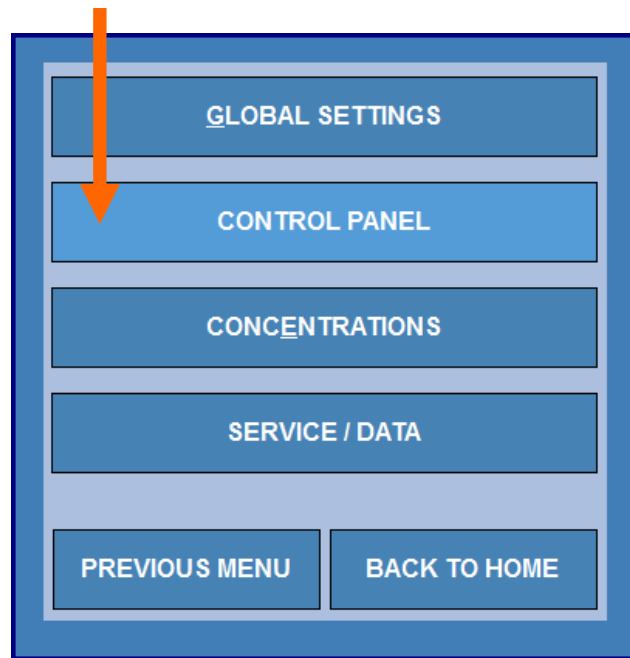 GLOBAL SETTINGS
CONTROL PANEL
CONCENTRATIONS
SERVICE / DATA
PREVIOUS MENU
BACK TO HOME